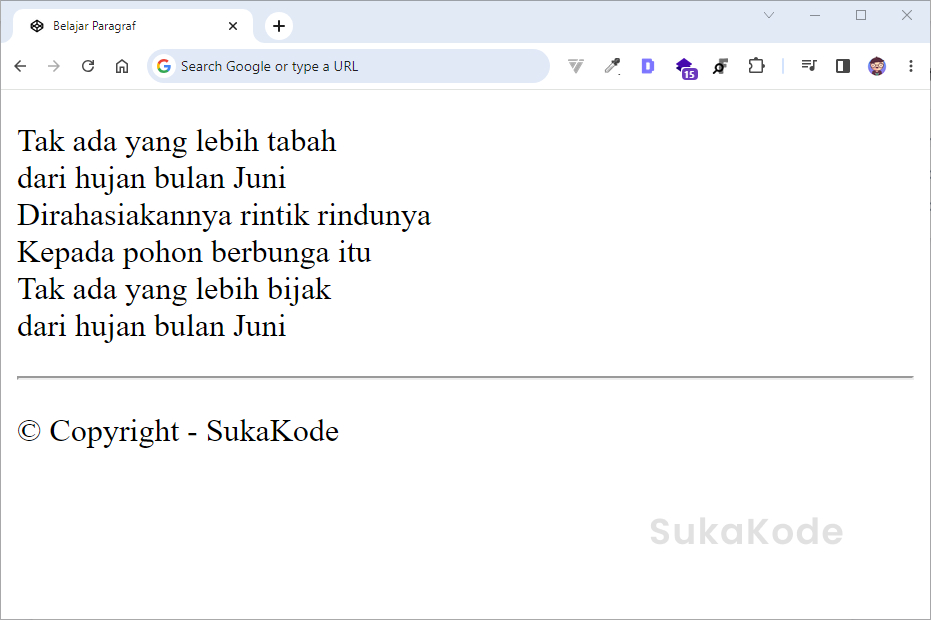 Belajar Paragraf
Search Google or type a URL
15
Tak ada yang lebih tabah
dari hujan bulan Juni
Dirahasiakannya rintik rindunya
Kepada pohon berbunga itu
Tak ada yang lebih bijak
dari hujan bulan Juni
© Copyright - SukaKode
SukaKode